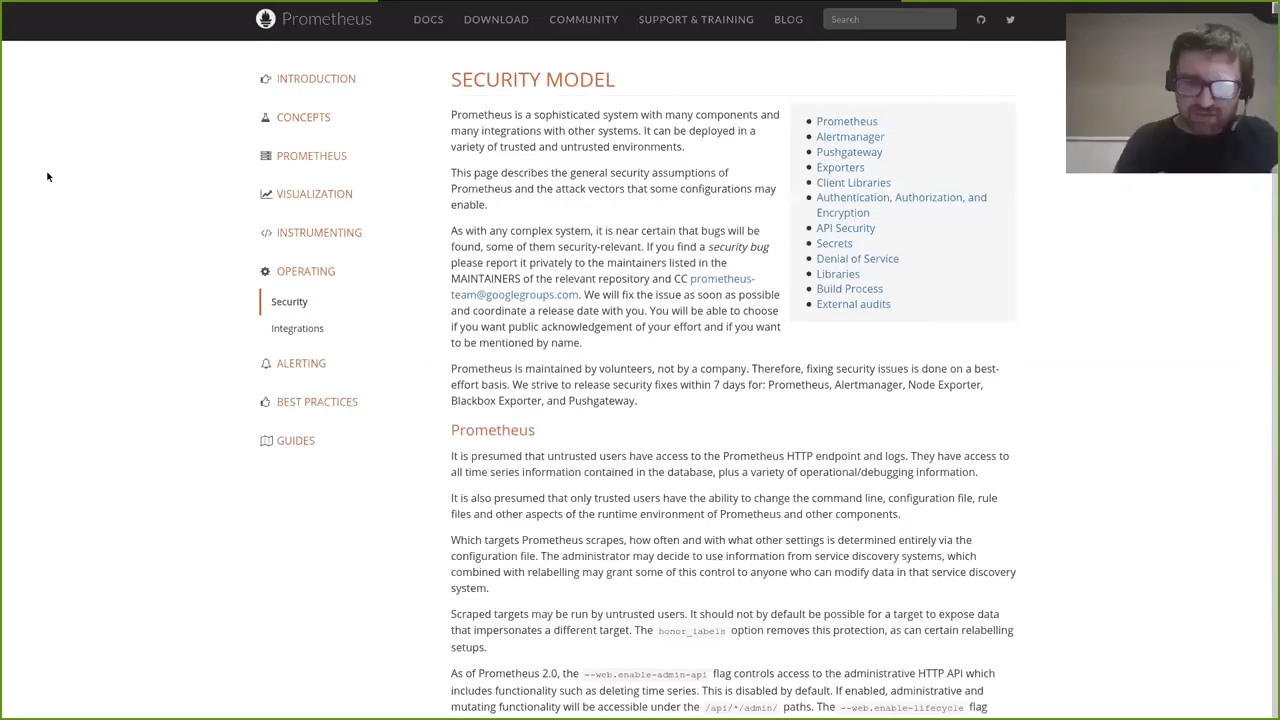 Prometheus
DOCS
DOWNLOAD
COMMUNITY
SUPPORT & TRAINING
BLOG
Search
INTRODUCTION
CONCEPTS
PROMETHEUS
VISUALIZATION
INSTRUMENTING
OPERATING
Security
Integrations
ALERTING
BEST PRACTICES
GUIDES
SECURITY MODEL
Prometheus is a sophisticated system with many components and
many integrations with other systems. It can be deployed in a
variety of trusted and untrusted environments.
This page describes the general security assumptions of
Prometheus and the attack vectors that some configurations may
enable.
As with any complex system, it is near certain that bugs will be
found, some of them security-relevant. If you find a security bug
please report it privately to the maintainers listed in the
MAINTAINERS of the relevant repository and CC prometheus-
team@googlegroups.com. We will fix the issue as soon as possible
and coordinate a release date with you. You will be able to choose
if you want public acknowledgement of your effort and if you want
to be mentioned by name.
Prometheus
Alertmanager
Pushgateway
Exporters
Client Libraries
Authentication, Authorization, and
Encryption
API Security
Secrets
Denial of Service
Libraries
Build Process
External audits
Prometheus is maintained by volunteers, not by a company. Therefore, fixing security issues is done on a best-
effort basis. We strive to release security fixes within 7 days for: Prometheus, Alertmanager, Node Exporter,
Blackbox Exporter, and Pushgateway.
Prometheus
It is presumed that untrusted users have access to the Prometheus HTTP endpoint and logs. They have access to
all time series information contained in the database, plus a variety of operational/debugging information.
It is also presumed that only trusted users have the ability to change the command line, configuration file, rule
files and other aspects of the runtime environment of Prometheus and other components.
Which targets Prometheus scrapes, how often and with what other settings is determined entirely via the
configuration file. The administrator may decide to use information from service discovery systems, which
combined with relabelling may grant some of this control to anyone who can modify data in that service discovery
system.
Scraped targets may be run by untrusted users. It should not by default be possible for a target to expose data
that impersonates a different target. The honor_labels option removes this protection, as can certain relabelling
setups.
As of Prometheus 2.0, the --web.enable-admin-api flag controls access to the administrative HTTP API which
includes functionality such as deleting time series. This is disabled by default. If enabled, administrative and
mutating functionality will be accessible under the /api/*/admin/ paths. The --web.enable-lifecycle flag